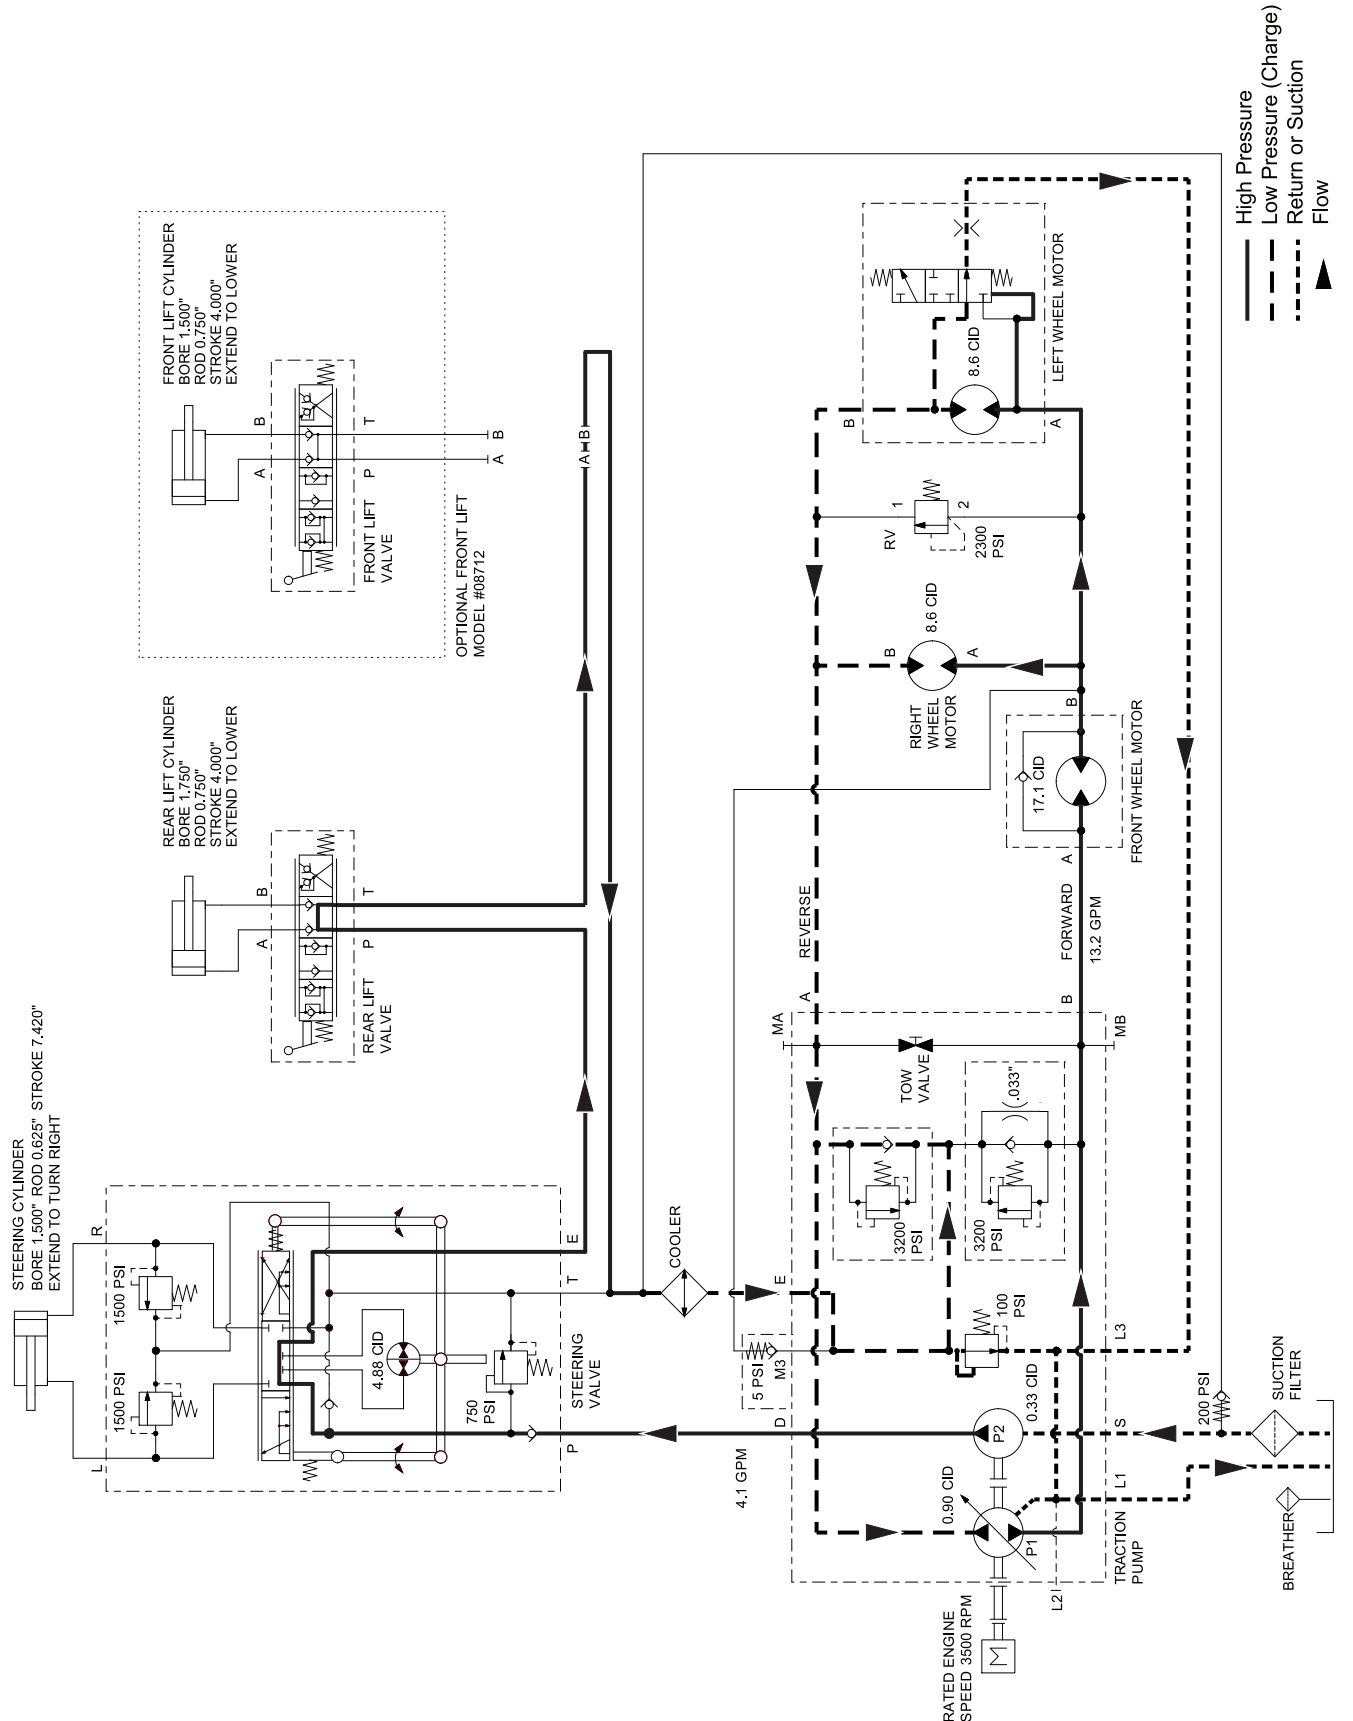 STEERING CYLINDER
BORE 1.500" ROD 0.625" STROKE 7.420"
EXTEND TO TURN RIGHT
L
R
1500 PSI
1500 PSI
4.88 CID
750
PSI
STEERING
VALVE
P
T
E
REAR LIFT CYLINDER
BORE 1.750"
ROD 0.750"
STROKE 4.000"
EXTEND TO LOWER
A
B
P
T
REAR LIFT
VALVE
FRONT LIFT CYLINDER
BORE 1.500"
ROD 0.750"
STROKE 4.000"
EXTEND TO LOWER
A
B
P
T
FRONT LIFT
VALVE
A
B
OPTIONAL FRONT LIFT
MODEL #08712
A
B
COOLER
4.1 GPM
D
5 PSI
M3
E
RATED ENGINE
SPEED 3500 RPM
M
0.90 CID
P1
P2
0.33 CID
100
PSI
3200
PSI
3200
PSI
.033"
TOW
VALVE
MA
MB
A
REVERSE
B
FORWARD
13.2 GPM
L2
TRACTION
PUMP
L1
S
L3
BREATHER
200 PSI
SUCTION
FILTER
A
17.1 CID
B
FRONT WHEEL MOTOR
RIGHT
WHEEL
MOTOR
B
A
8.6 CID
RV
1
2
2300
PSI
B
A
8.6 CID
LEFT WHEEL MOTOR
High Pressure
Low Pressure (Charge)
Return or Suction
Flow